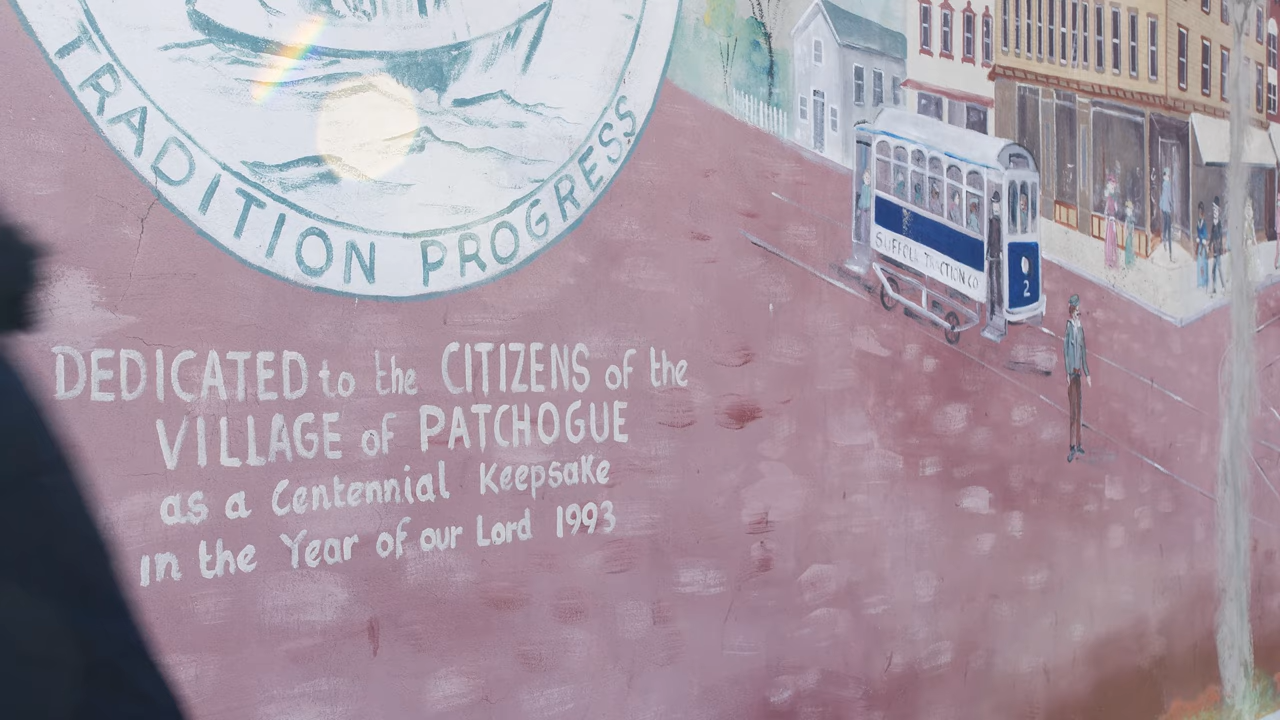 TRADITION PROGRESS
DEDICATED to the CITIZENS of the
VILLAGE of PATCHOGUE
as a Centennial Keepsake
in the Year of our Lord 1993
SUFFOLK TRACTION CO
2